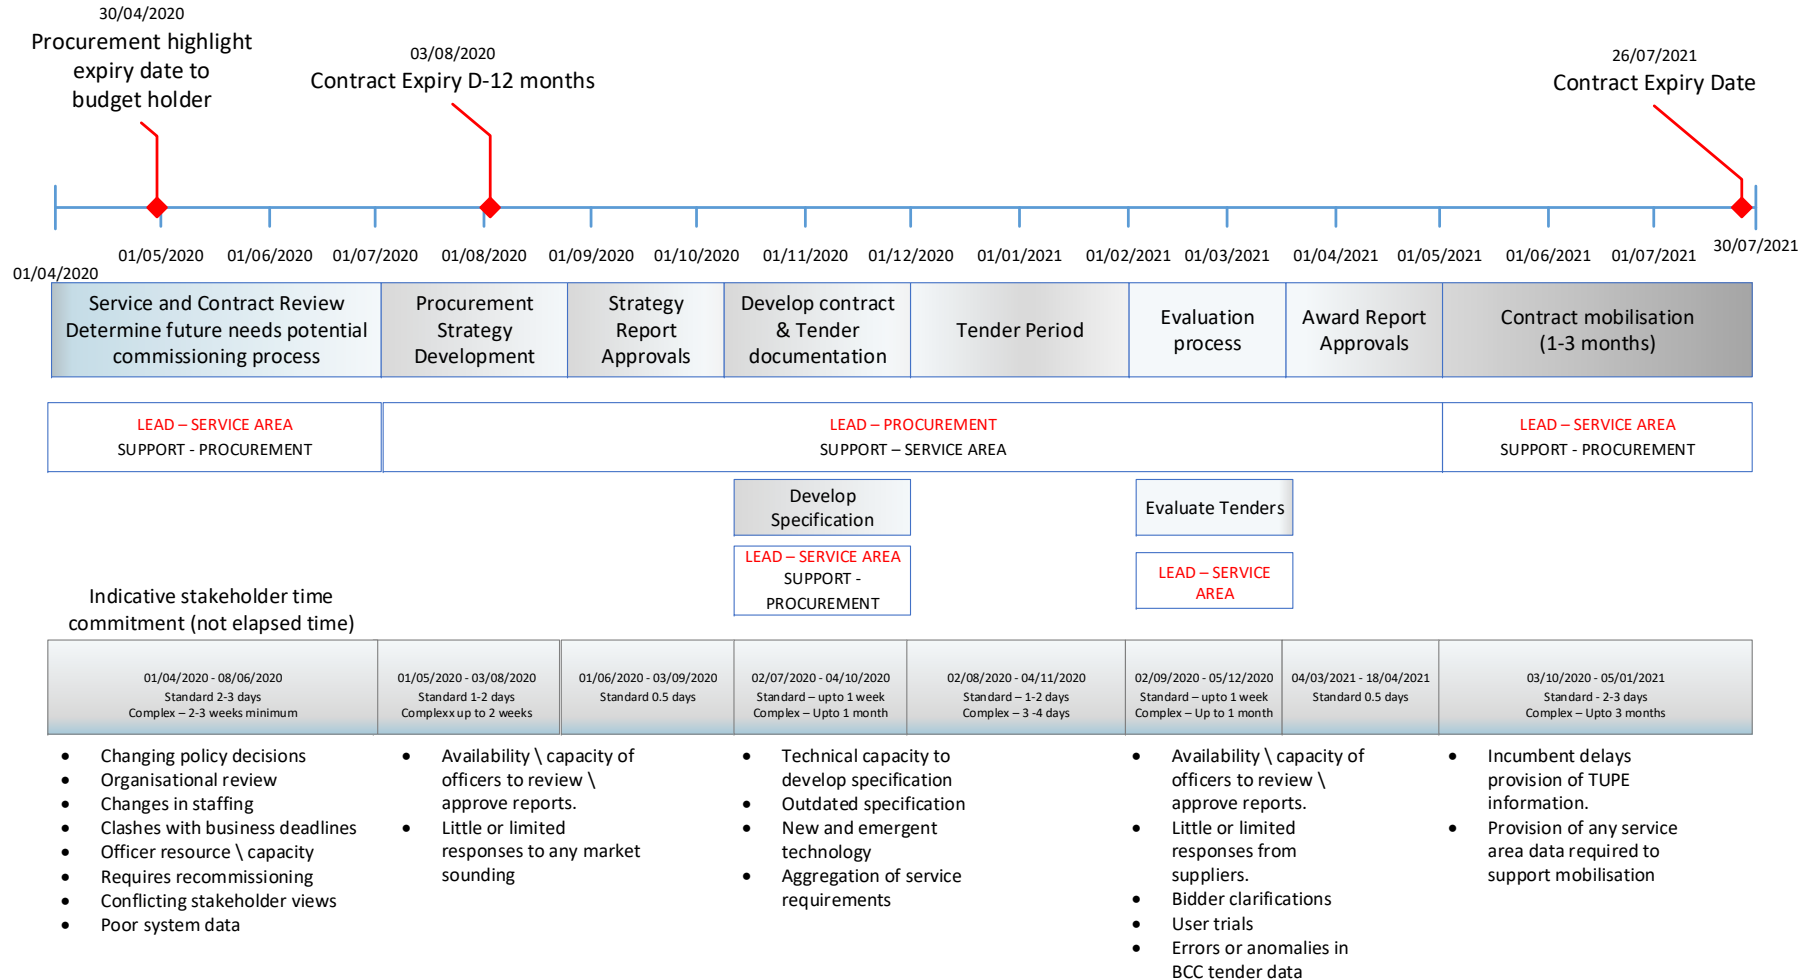 30/04/2020
Procurement highlight
expiry date to
budget holder
03/08/2020
Contract Expiry D-12 months
26/07/2021
Contract Expiry Date
01/04/2020
01/05/2020
01/06/2020
01/07/2020
01/08/2020
01/09/2020
01/10/2020
01/11/2020
01/12/2020
01/01/2021
01/02/2021
01/03/2021
01/04/2021
01/05/2021
01/06/2021
01/07/2021
30/07/2021
Service and Contract Review
Determine future needs potential
commissioning process
Procurement
Strategy
Development
Strategy
Report
Approvals
Develop contract
& Tender
documentation
Tender Period
Evaluation
process
Award Report
Approvals
Contract mobilisation
(1-3 months)
LEAD – SERVICE AREA
SUPPORT - PROCUREMENT
LEAD – PROCUREMENT
SUPPORT – SERVICE AREA
LEAD – SERVICE AREA
SUPPORT - PROCUREMENT
Develop
Specification
LEAD – SERVICE AREA
SUPPORT -
PROCUREMENT
Evaluate Tenders
LEAD – SERVICE
AREA
Indicative stakeholder time
commitment (not elapsed time)
01/04/2020 - 08/06/2020
Standard 2-3 days
Complex – 2-3 weeks minimum
01/05/2020 - 03/08/2020
Standard 1-2 days
Complexx up to 2 weeks
01/06/2020 - 03/09/2020
Standard 0.5 days
02/07/2020 - 04/10/2020
Standard – upto 1 week
Complex – Upto 1 month
02/08/2020 - 04/11/2020
Standard – 1-2 days
Complex – 3 -4 days
02/09/2020 - 05/12/2020
Standard – upto 1 week
Complex – Up to 1 month
04/03/2021 - 18/04/2021
Standard 0.5 days
03/10/2020 - 05/01/2021
Standard - 2-3 days
Complex – Upto 3 months
• Changing policy decisions
• Organisational review
• Changes in staffing
• Clashes with business deadlines
• Officer resource \ capacity
• Requires recommissioning
• Conflicting stakeholder views
• Poor system data
• Availability \ capacity of
officers to review \
approve reports.
• Little or limited
responses to any market
sounding
• Technical capacity to
develop specification
• Outdated specification
• New and emergent
technology
• Aggregation of service
requirements
• Availability \ capacity of
officers to review \
approve reports.
• Little or limited
responses from
suppliers.
• Bidder clarifications
• User trials
• Errors or anomalies in
BCC tender data
• Incumbent delays
provision of TUPE
information.
• Provision of any service
area data required to
support mobilisation